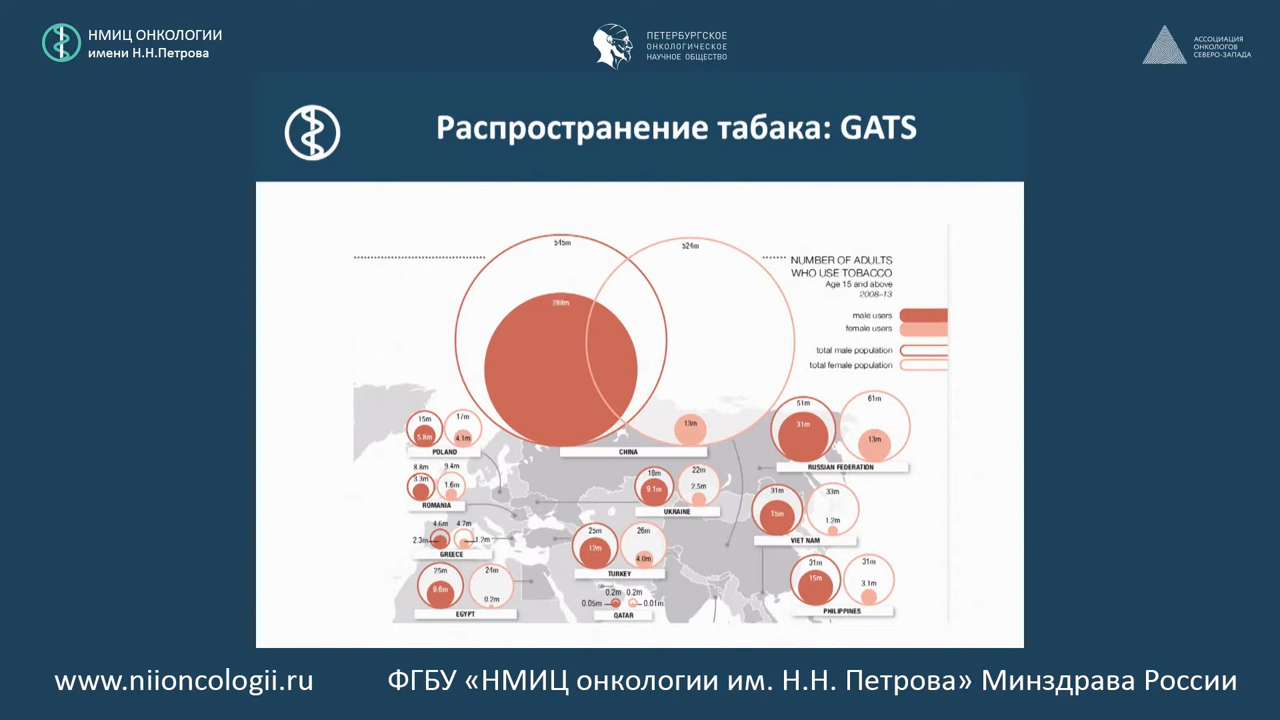 НМИЦ ОНКОЛОГИИ
имени Н.Н.Петрова
ПЕТЕРБУРГСКОЕ
ОНКОЛОГИЧЕСКОЕ
НАУЧНОЕ ОБЩЕСТВО
АССОЦИАЦИЯ
ОНКОЛОГОВ
СЕВЕРО-ЗАПАДА
Распространение табака: GATS
545m
524m
288m
13m
CHINA
NUMBER OF ADULTS
WHO USE TOBACCO
Age 15 and above
2008–13
male users
female users
total male population
total female population
15m
17m
5.8m
4.1m
POLAND
51m
61m
31m
13m
RUSSIAN FEDERATION
8.8m
9.4m
3.3m
1.6m
ROMANIA
22m
9.1m
2.5m
UKRAINE
31m
33m
15m
1.2m
VIET NAM
4.6m
4.7m
2.3m
1.2m
GREECE
25m
26m
12m
4.0m
TURKEY
25m
24m
9.6m
0.2m
EGYPT
0.2m
0.2m
0.05m
0.01m
QATAR
31m
31m
15m
3.1m
PHILIPPINES
www.niioncologii.ru
ФГБУ «НМИЦ онкологии им. Н.Н. Петрова» Минздрава России